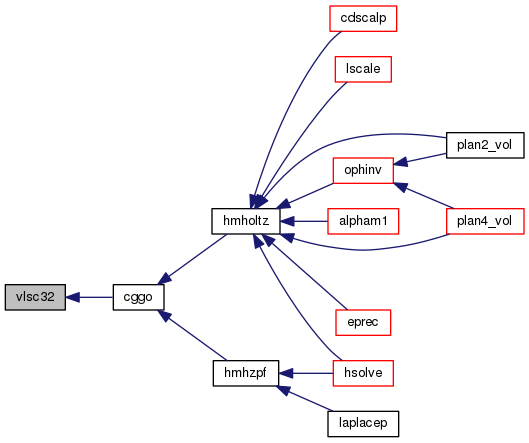 cdscalp
lscale
plan2_vol
ophinv
hmholtz
alpham1
plan4_vol
vlsc32
cggo
eprec
hmhzpf
hsolve
laplacep